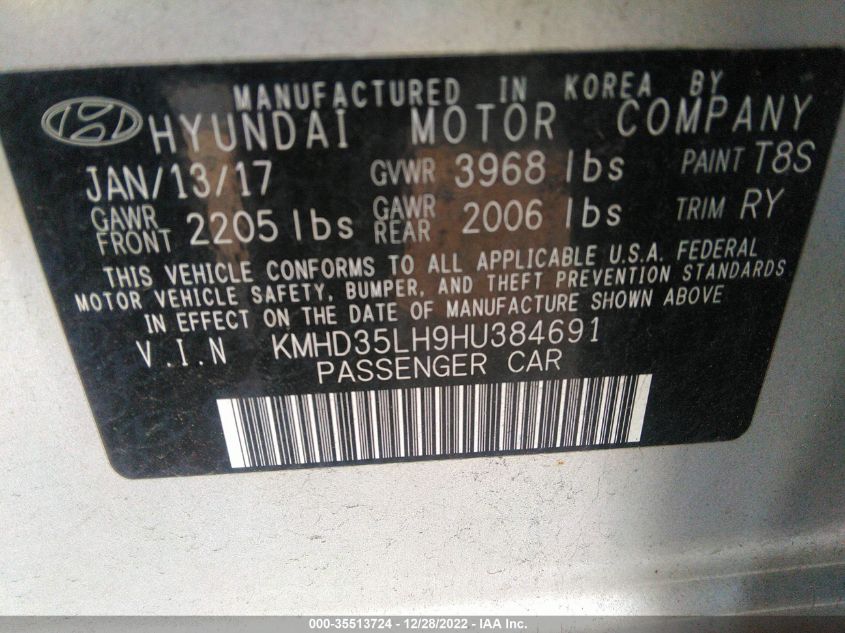 MANUFACTURED IN KOREA BY
HYUNDAI MOTOR COMPANY
JAN/13/17 GVWR 3968 lbs PAINT T8S
GAWR FRONT 2205 lbs GAWR REAR 2006 lbs TRIM RY
THIS VEHICLE CONFORMS TO ALL APPLICABLE U.S.A. FEDERAL
MOTOR VEHICLE SAFETY, BUMPER, AND THEFT PREVENTION STANDARDS
IN EFFECT ON THE DATE OF MANUFACTURE SHOWN ABOVE
V.I.N KMHD35LH9HU384691
PASSENGER CAR
000-35513724 - 12/28/2022 - IAA Inc.